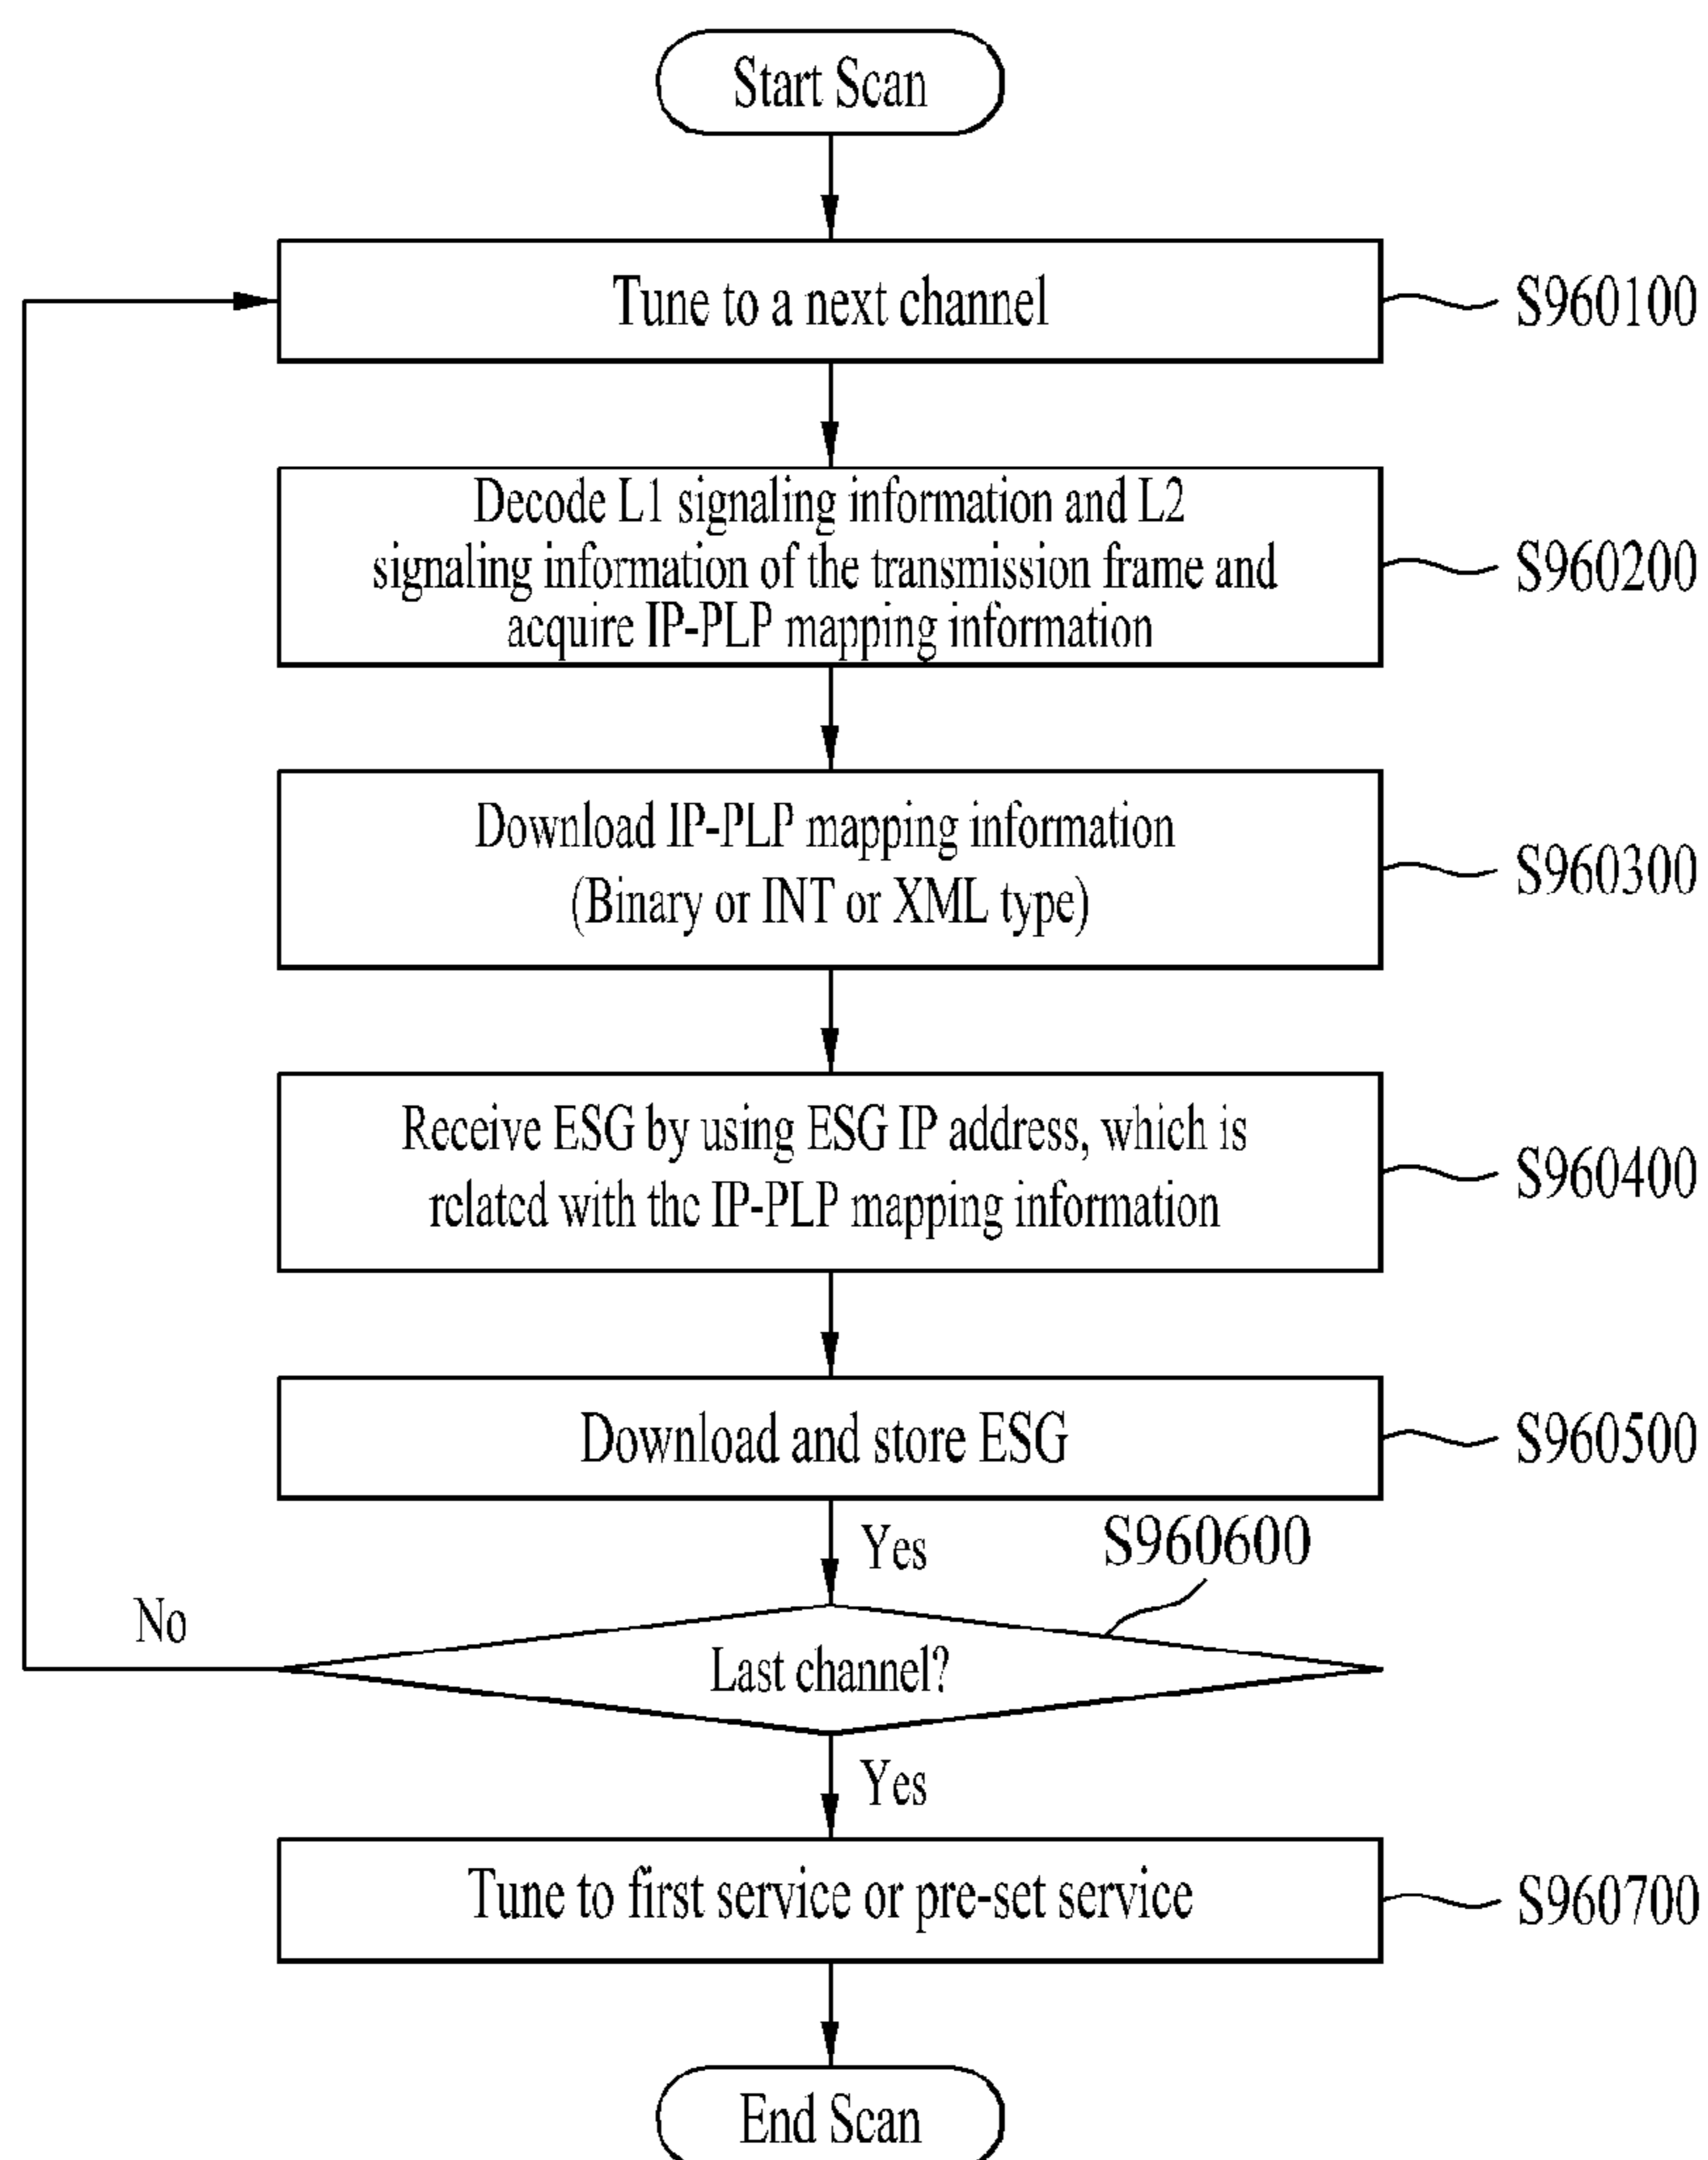 Start Scan
Tune to a next channel
S960100
Decode L1 signaling information and L2
signaling information of the transmission frame and
acquire IP-PLP mapping information
S960200
Download IP-PLP mapping information
(Binary or INT or XML type)
S960300
Receive ESG by using ESG IP address, which is
related with the IP-PLP mapping information
S960400
Download and store ESG
S960500
Yes
S960600
No
Last channel?
Yes
Tune to first service or pre-set service
S960700
End Scan